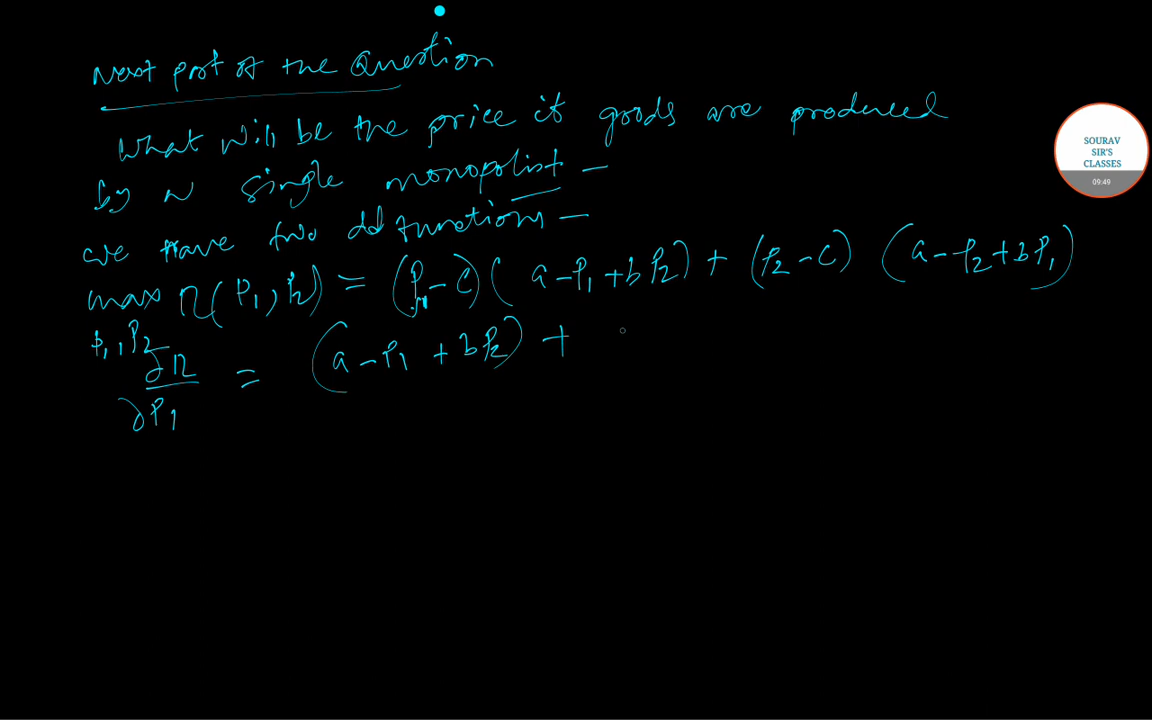 Next part of the Question
What will be the price if goods are produced
by a single monopolist —
we have two dd functions —
max π(P1, P2) = (P1 - c) (a - P1 + bP2) + (P2 - c) (a - P2 + bP1)
P1, P2
∂π/∂P1 = (a - P1 + bP2) +
SOURAV
SIR'S
CLASSES
09:49